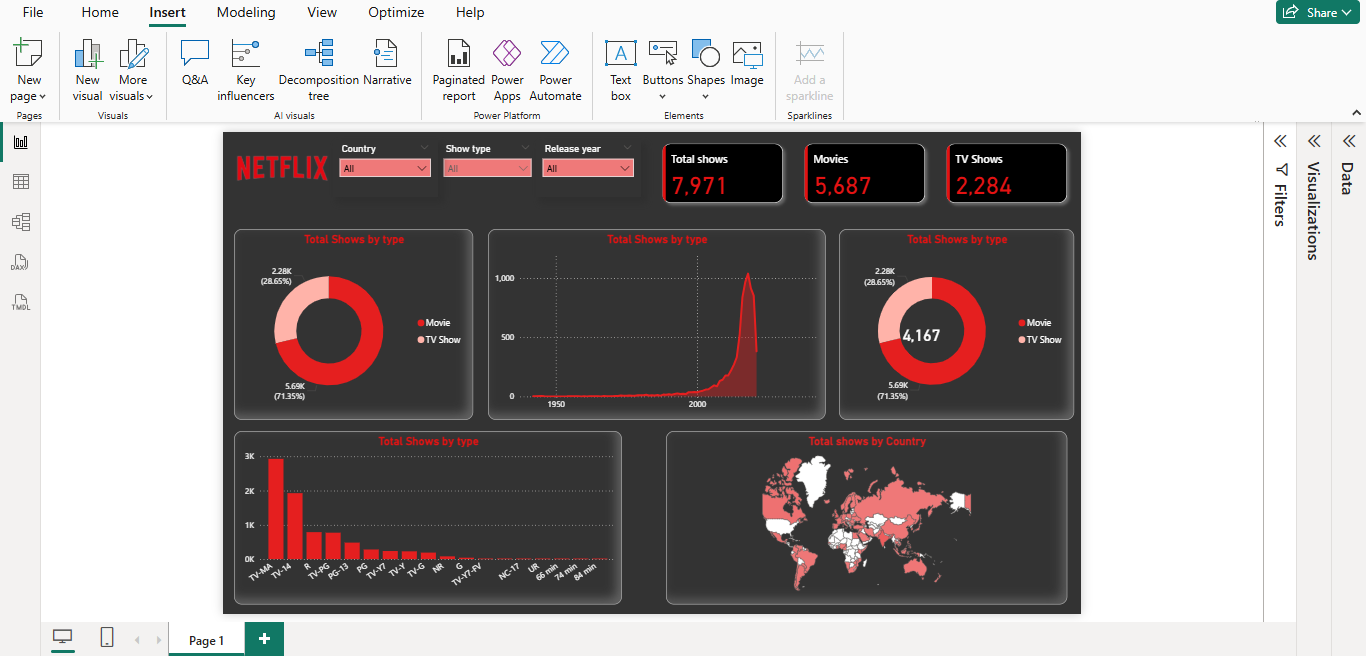 File Home Insert Modeling View Optimize Help
Share
New page
New visual
More visuals
Q&A
Key influencers
Decomposition tree
Narrative
Paginated report
Power Apps
Power Automate
Text box
Buttons
Shapes
Image
Add a sparkline
Pages
Visuals
AI visuals
Power Platform
Elements
Sparklines
DAX
TMDL
NETFLIX
Country
All
Show type
All
Release year
All
Total shows
7,971
Movies
5,687
TV Shows
2,284
Total Shows by type
2.28K
(28.65%)
5.69K
(71.35%)
Movie
TV Show
Total Shows by type
1,000
500
0
1950
2000
Total Shows by type
2.28K
(28.65%)
4,167
5.69K
(71.35%)
Movie
TV Show
Total Shows by type
3K
2K
1K
0K
TV-MA
TV-14
R
TV-PG
PG-13
PG
TV-Y7
TV-Y
TV-G
NR
G
TV-Y7-FV
NC-17
UR
66 min
74 min
84 min
Total shows by Country
Filters
Visualizations
Data
Page 1